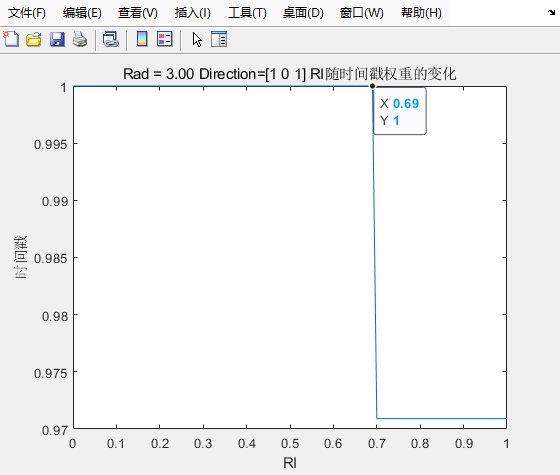 文件(F) 编辑(E) 查看(V) 插入(I) 工具(T) 桌面(D) 窗口(W) 帮助(H)
Rad = 3.00 Direction=[1 0 1] RI随时间戳权重的变化
1
X 0.69
Y 1
0.995
0.99
0.985
时间戳
0.98
0.975
0.97
0 0.1 0.2 0.3 0.4 0.5 0.6 0.7 0.8 0.9 1
RI